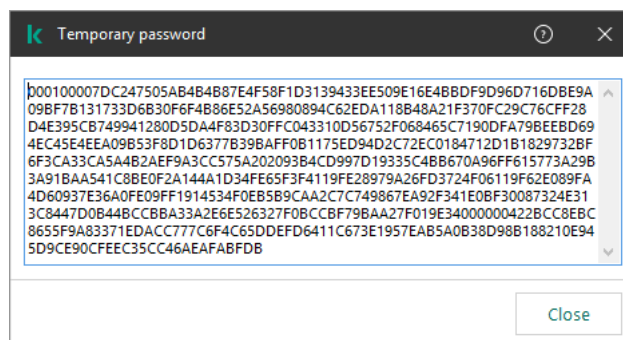 Temporary password
000100007DC247505AB4B4B87E4F58F1D3139433EE509E16E4BBDF9D96D716DBE9A
09BF7B131733D6B30F6F4B86E52A56980894C62EDA118B48A21F370FC29C76CFF28
D4E395CB749941280D5DA4F83D30FFC043310D56752F068465C7190DFA79BEEBD69
4EC45E4EEA09B53F8D1D6377B39BAFF0B1175ED94D2C72EC0184712D1B1829732BF
6F3CA33CA5A4B2AEF9A3CC575A202093B4CD997D19335C4BB670A96FF615773A29B
3A91BAA541C8BE0F2A144A1D34FE65F3F4119FE28979A26FD3724F06119F62E089FA
4D60937E36A0FE09FF1914534F0EB5B9CAA2C7C749867EA92F341E0BF30087324E31
3C8447D0B44BCCBBA33A2E6E526327F0BCCBF79BAA27F019E34000000422BCC8EBC
8655F9A83371EDACC777C6F4C65DDEFD6411C673E1957EAB5A0B38D98B188210E94
5D9CE90CFEEC35CC46AEAFABFDB
Close